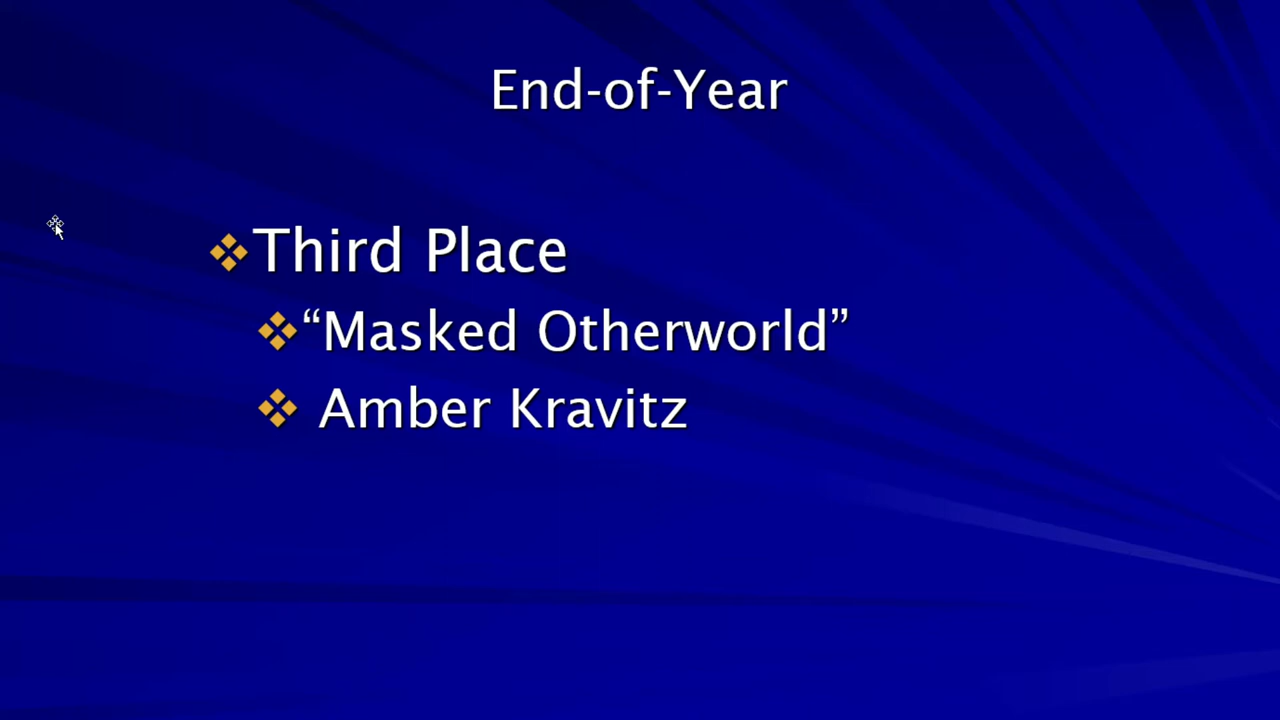 End-of-Year
Third Place
“Masked Otherworld”
Amber Kravitz